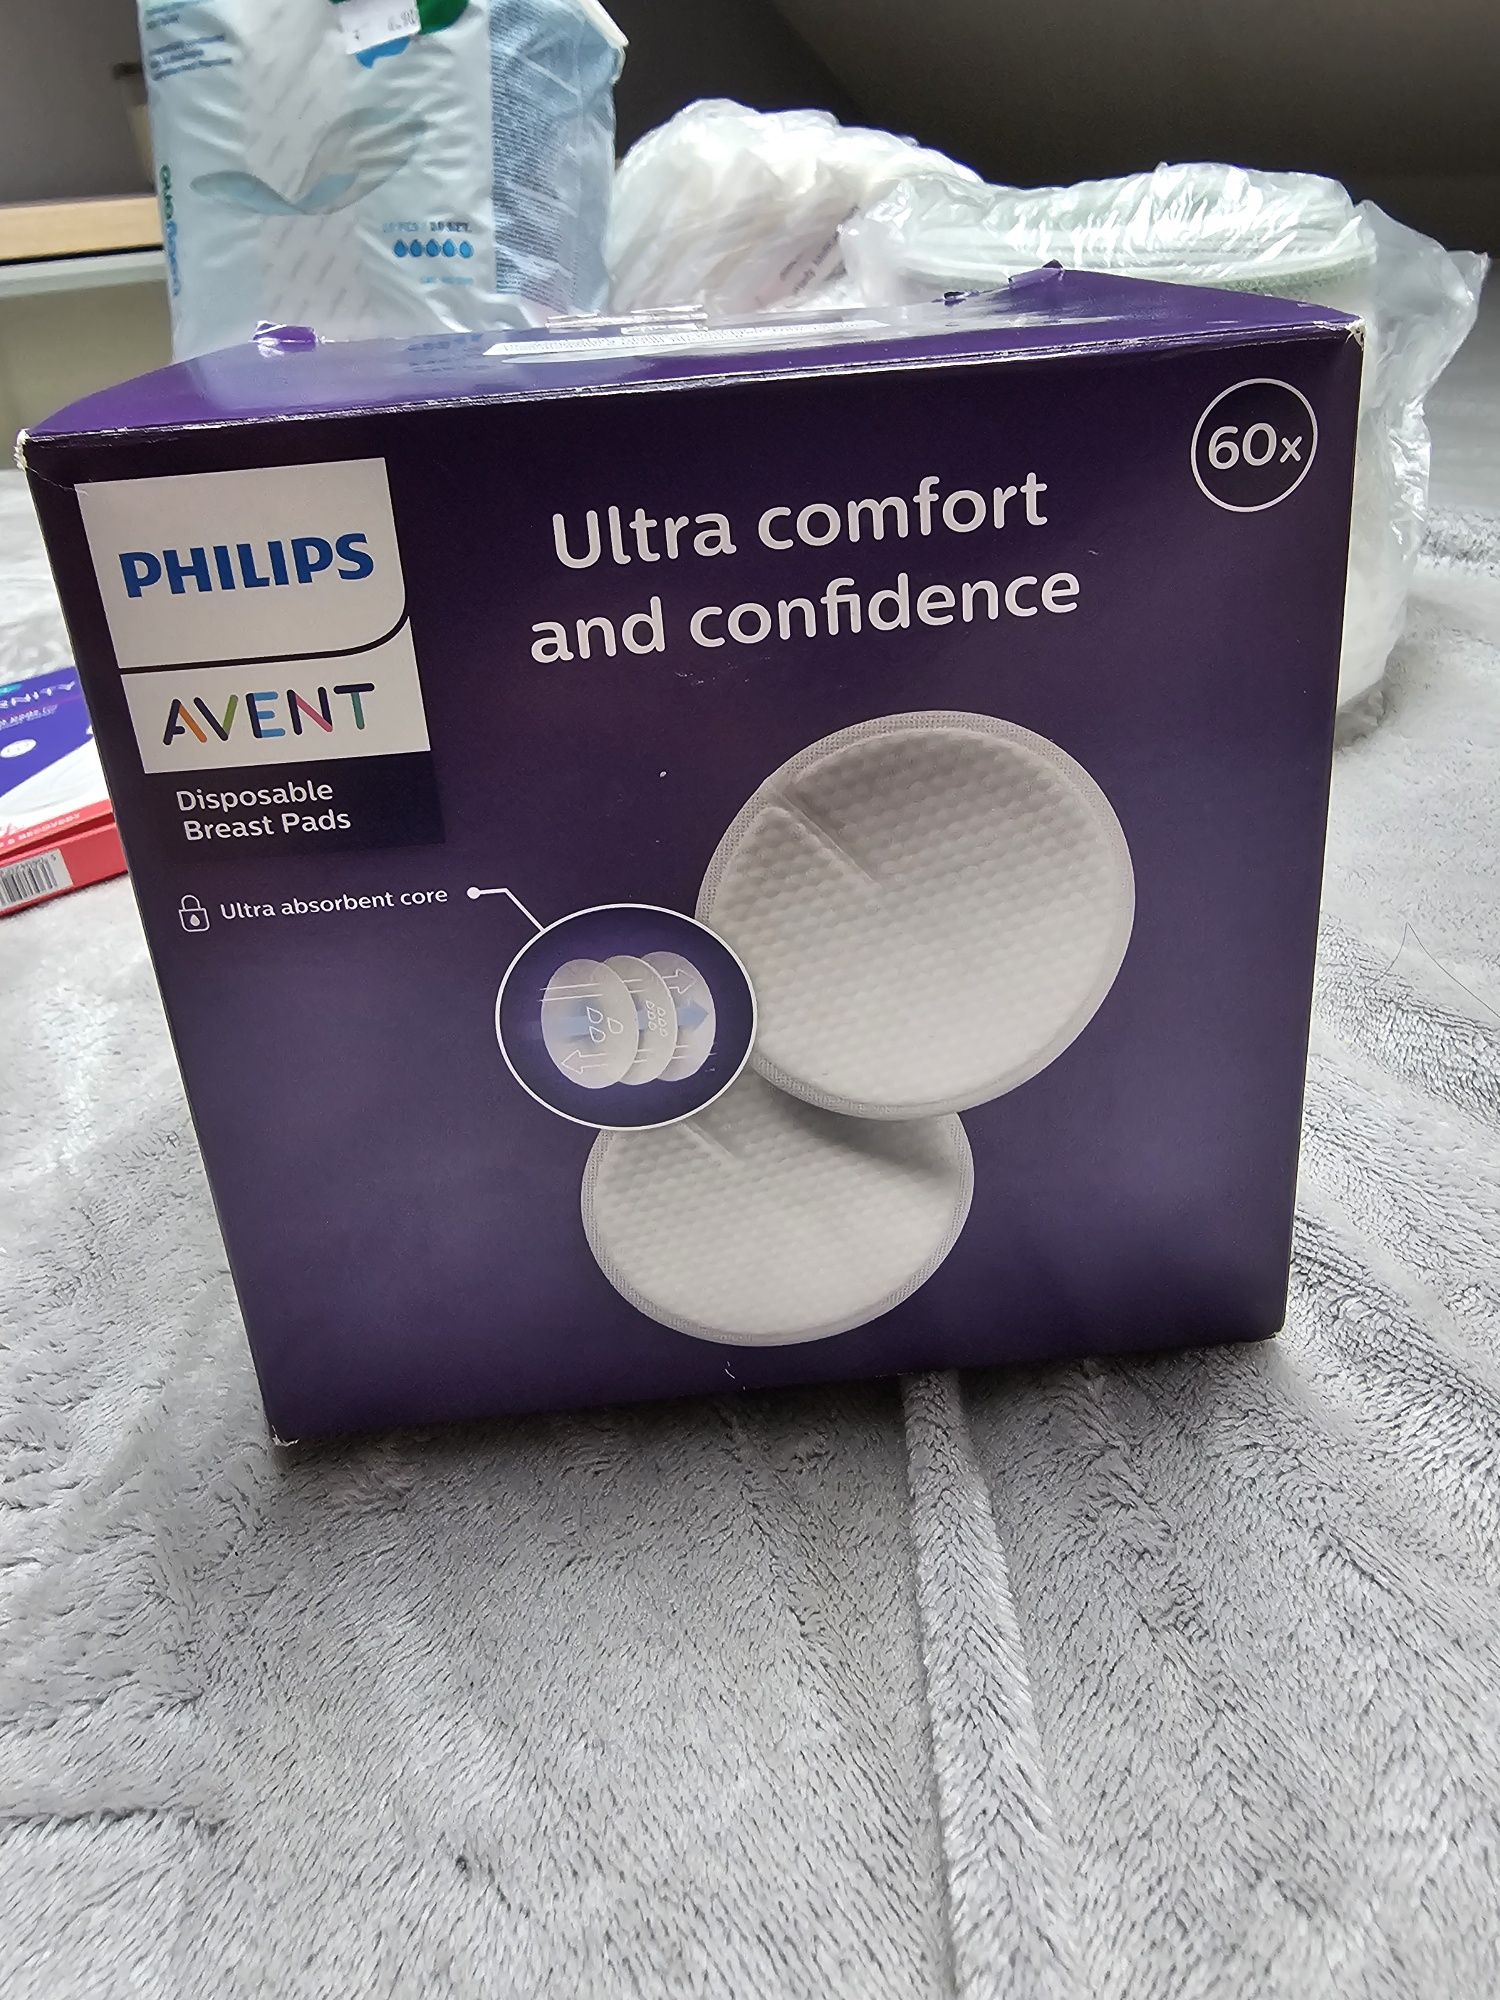 60x
Ultra comfort
and confidence
PHILIPS
AVENT
Disposable
Breast Pads
Ultra absorbent core